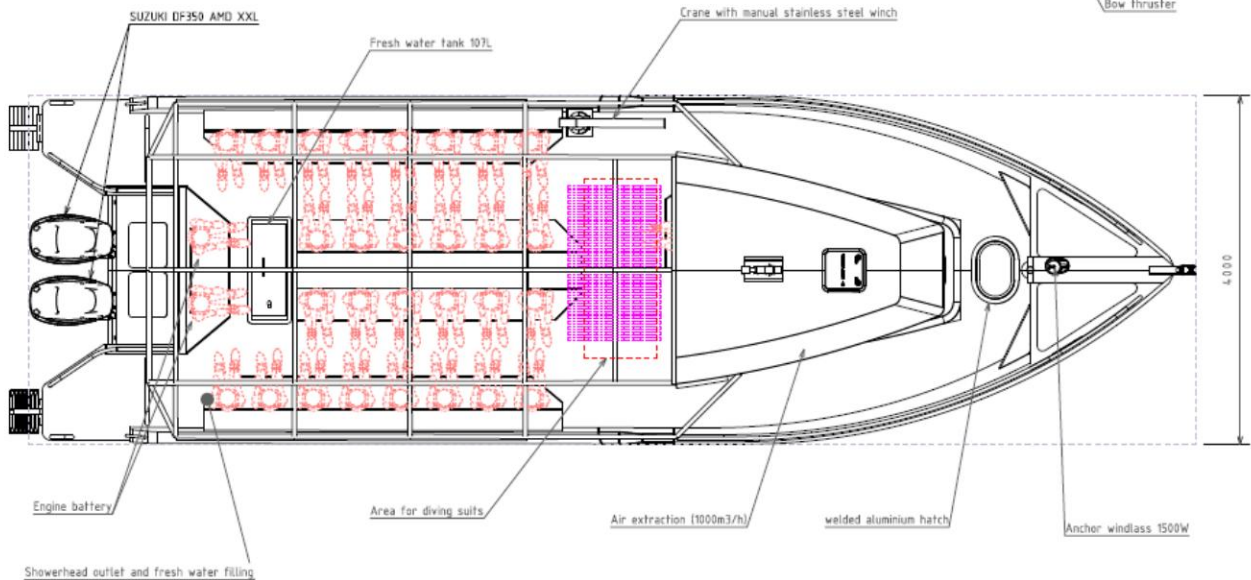 Bow thruster
Crane with manual stainless steel winch
SUZUKI DF350 AMD XXL
Fresh water tank 107L
4000
Engine battery
Area for diving suits
Air extraction (1000m3/h)
welded aluminium hatch
Anchor windlass 1500W
Showerhead outlet and fresh water filling